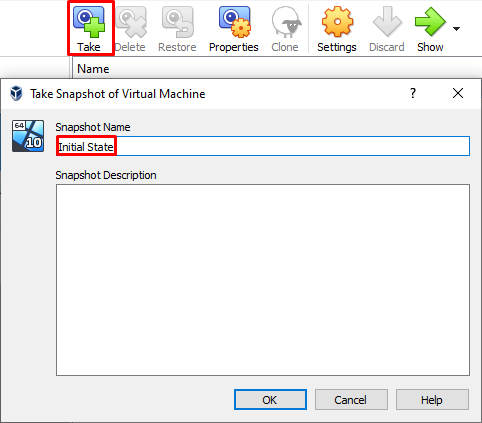 Take Delete Restore Properties Clone Settings Discard Show
Name
Take Snapshot of Virtual Machine ?
64
10
Snapshot Name
Initial State
Snapshot Description
OK Cancel Help